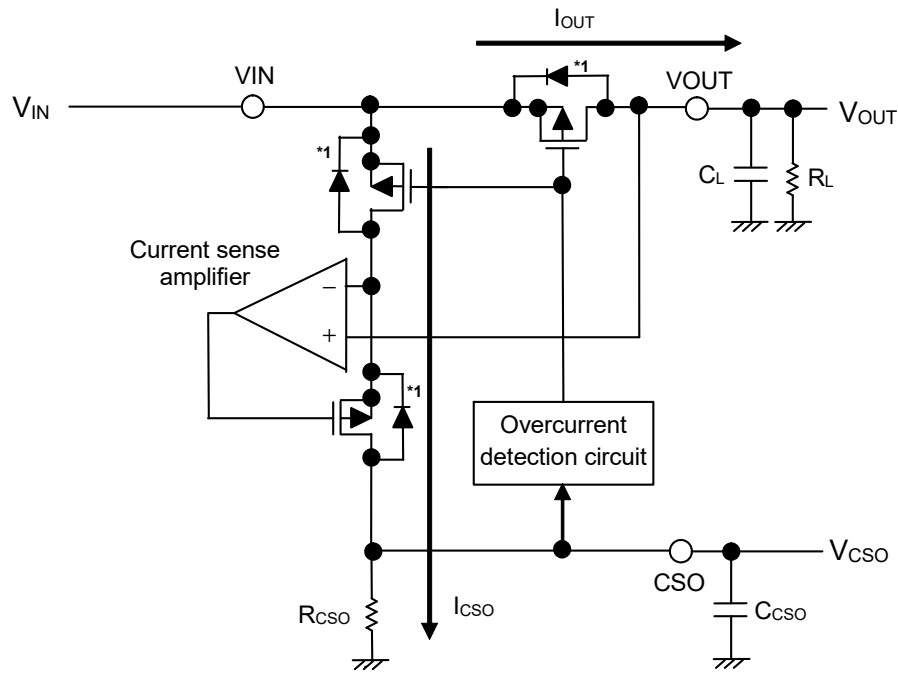 IOUT
VIN
*1
VOUT
VIN
VOUT
*1
CL
RL
Current sense
amplifier
−
+
*1
Overcurrent
detection circuit
VCSO
CSO
RCSO
ICSO
CCSO